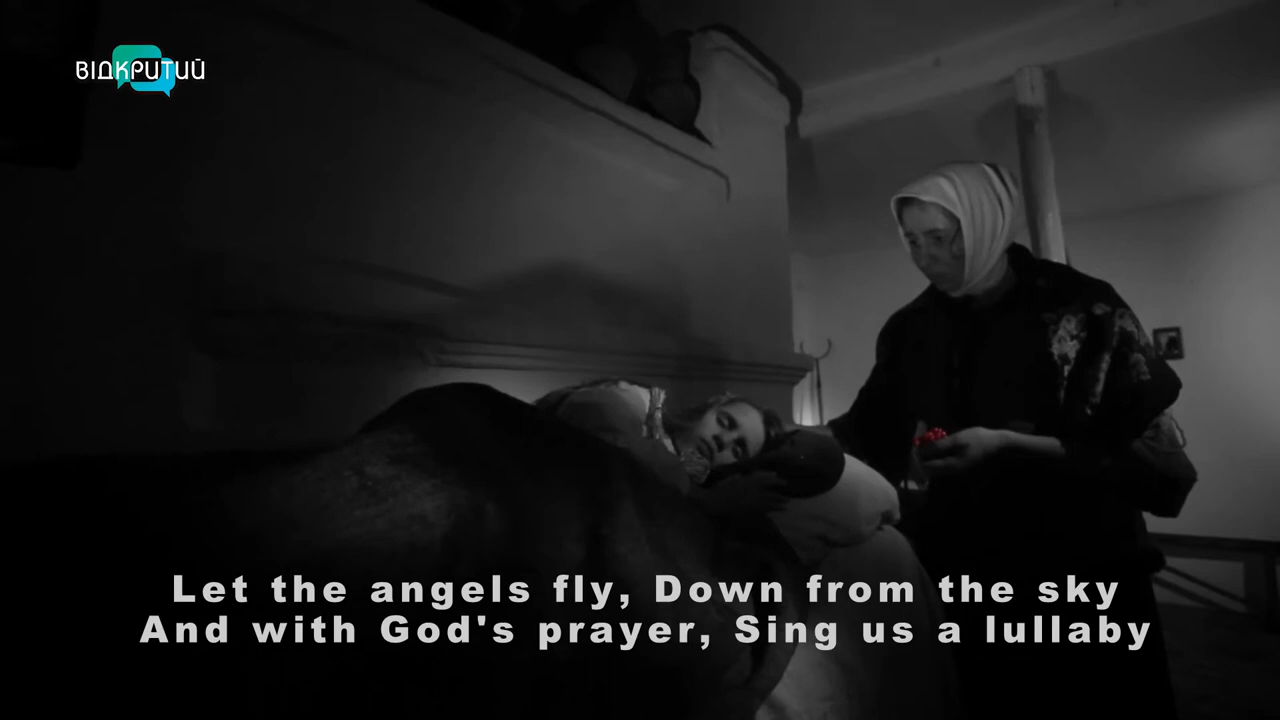 ВІДКРИТИЙ
Let the angels fly, Down from the sky
And with God's prayer, Sing us a lullaby